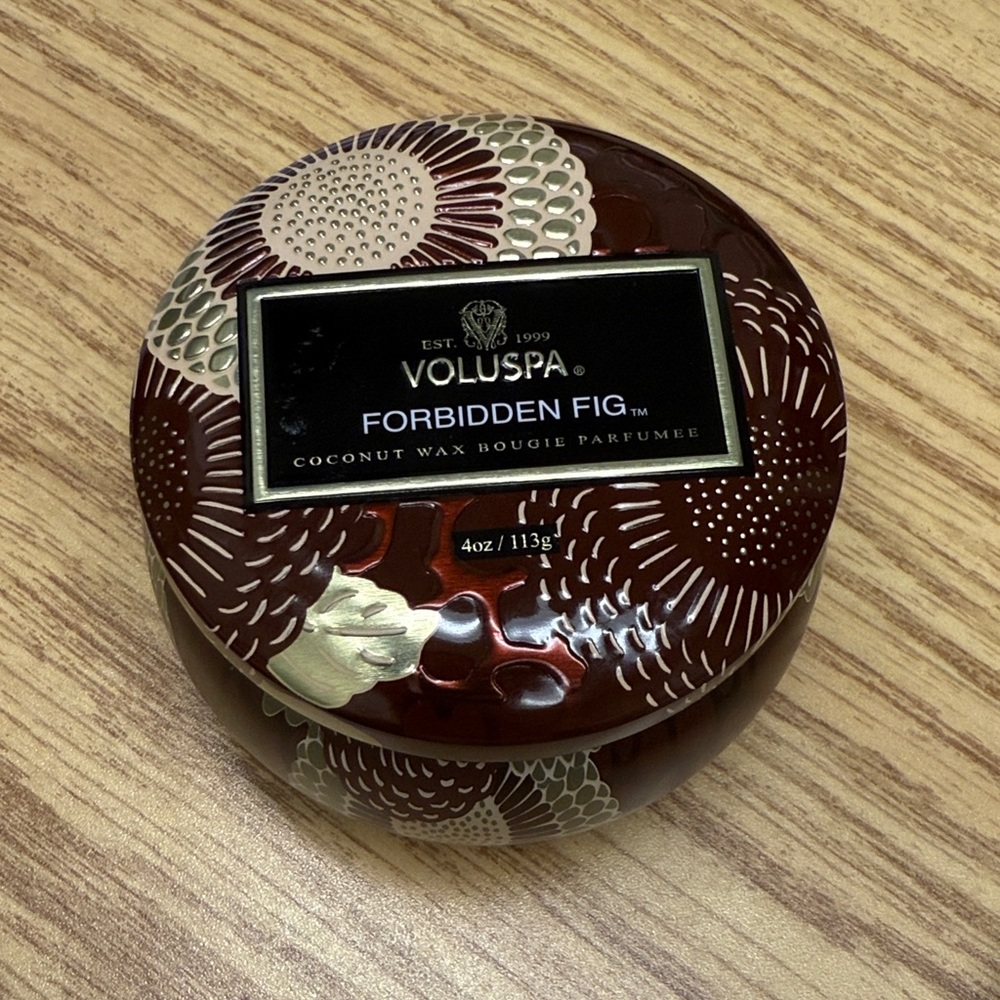 EST. 1999
VOLUSPA®
FORBIDDEN FIG™
COCONUT WAX BOUGIE PARFUMEE
4oz / 113g